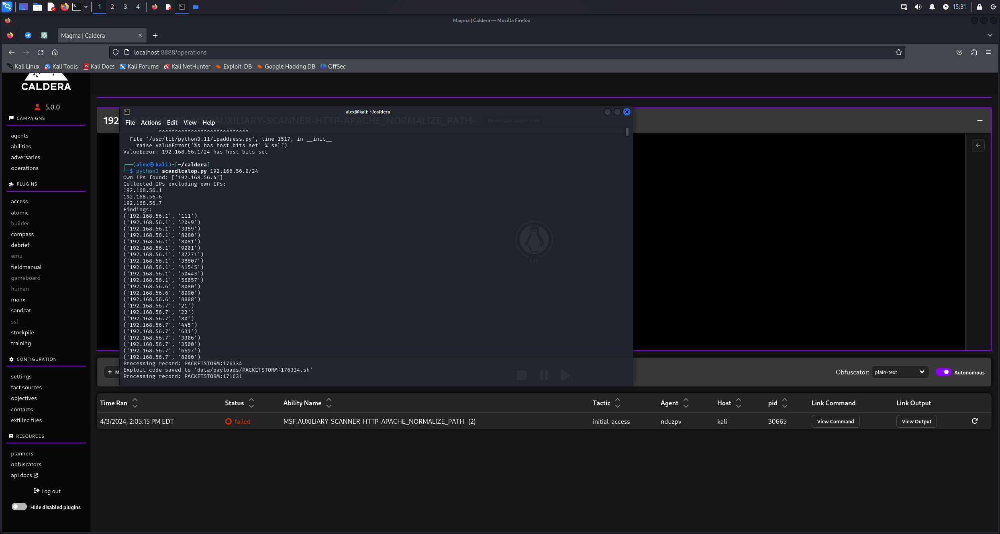 1 2 3 4 15:31
Magma | Caldera — Mozilla Firefox
Magma | Caldera
localhost:8888/operations
Kali Linux Kali Tools Kali Docs Kali Forums Kali NetHunter Exploit-DB Google Hacking DB OffSec
CALDERA
5.0.0
CAMPAIGNS
agents
abilities
adversaries
operations
PLUGINS
access
atomic
builder
compass
debrief
emu
fieldmanual
gameboard
human
manx
sandcat
ssl
stockpile
training
CONFIGURATION
settings
fact sources
objectives
contacts
exfilled files
RESOURCES
planners
obfuscators
api docs
Log out
Hide disabled plugins
192.168.56.6:8080-MSF:AUXILIARY-SCANNER-HTTP-APACHE_NORMALIZE_PATH- Download Graph SVG
alex@kali: ~/caldera
File Actions Edit View Help
^^^^^^^^^^^^^^^^^^^^^^^^^^^^
File "/usr/lib/python3.11/ipaddress.py", line 1517, in __init__
raise ValueError('%s has host bits set' % self)
ValueError: 192.168.56.1/24 has host bits set
┌──(alex㉿kali)-[~/caldera]
└─$ python3 scandlcalop.py 192.168.56.0/24
Own IPs found: ['192.168.56.4']
Collected IPs excluding own IPs:
192.168.56.1
192.168.56.6
192.168.56.7
Findings:
('192.168.56.1', '111')
('192.168.56.1', '2049')
('192.168.56.1', '3389')
('192.168.56.1', '8080')
('192.168.56.1', '8081')
('192.168.56.1', '9001')
('192.168.56.1', '37271')
('192.168.56.1', '38807')
('192.168.56.1', '41545')
('192.168.56.1', '50443')
('192.168.56.1', '56057')
('192.168.56.6', '8080')
('192.168.56.6', '8090')
('192.168.56.6', '8888')
('192.168.56.7', '21')
('192.168.56.7', '22')
('192.168.56.7', '80')
('192.168.56.7', '445')
('192.168.56.7', '631')
('192.168.56.7', '3306')
('192.168.56.7', '3500')
('192.168.56.7', '6697')
('192.168.56.7', '8080')
Processing record: PACKETSTORM:176334
Exploit code saved to 'data/payloads/PACKETSTORM:176334.sh'
Processing record: PACKETSTORM:171631
kali
running
1
Obfuscator: plain-text Autonomous
Time Ran Status Ability Name Tactic Agent Host pid Link Command Link Output
4/3/2024, 2:05:15 PM EDT failed MSF:AUXILIARY-SCANNER-HTTP-APACHE_NORMALIZE_PATH- (2) initial-access nduzpv kali 30665 View Command View Output